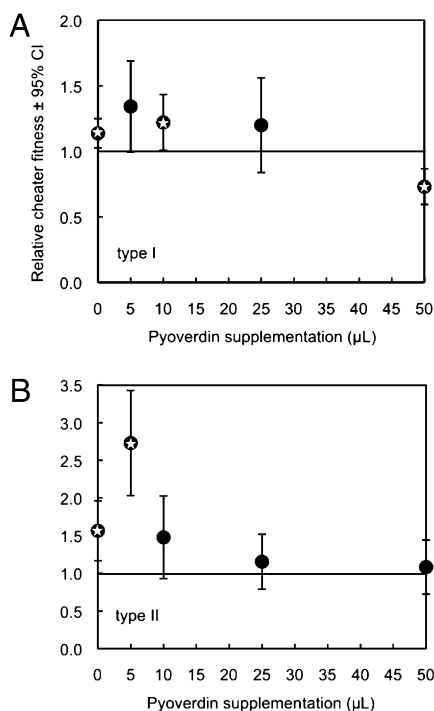 A
Relative cheater fitness ± 95% CI
2.0
1.5
1.0
0.5
0.0
type I
0 5 10 15 20 25 30 35 40 45 50
Pyoverdin supplementation (µL)
B
3.5
3.0
2.5
2.0
1.5
1.0
0.5
0.0
type II
0 5 10 15 20 25 30 35 40 45 50
Pyoverdin supplementation (µL)